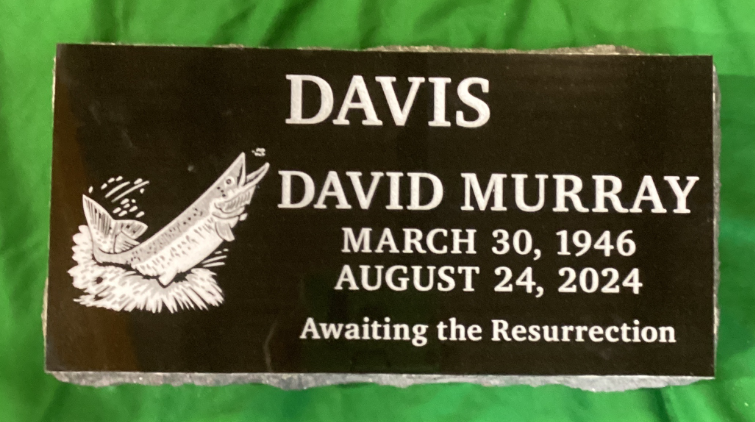 DAVIS
DAVID MURRAY
MARCH 30, 1946
AUGUST 24, 2024
Awaiting the Resurrection